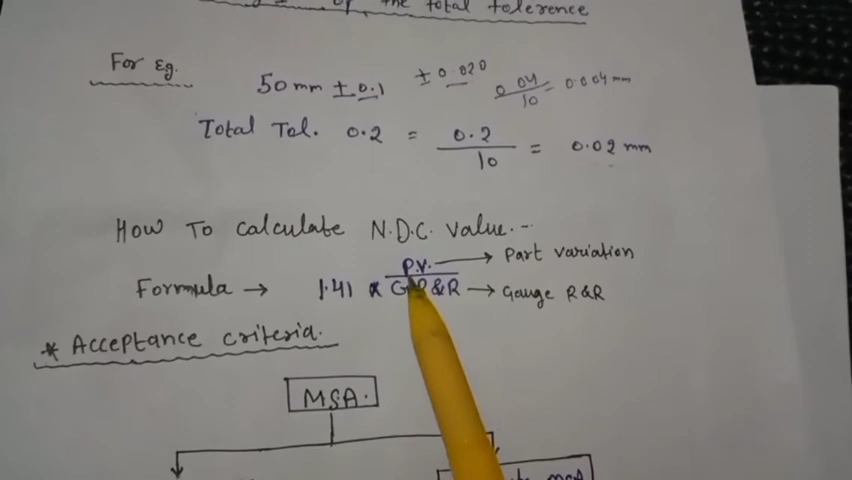 of the total tolerence
For Eg.
50 mm ± 0.1 ± 0.020 0.04/10 = 0.004 mm
Total Tol. 0.2 = 0.2/10 = 0.02 mm
How To calculate N.D.C. value.--
Formula → 1.41 * P.V./G R&R
P.V. → Part variation
→ Gauge R&R
* Acceptance criteria.
MSA.
MSA